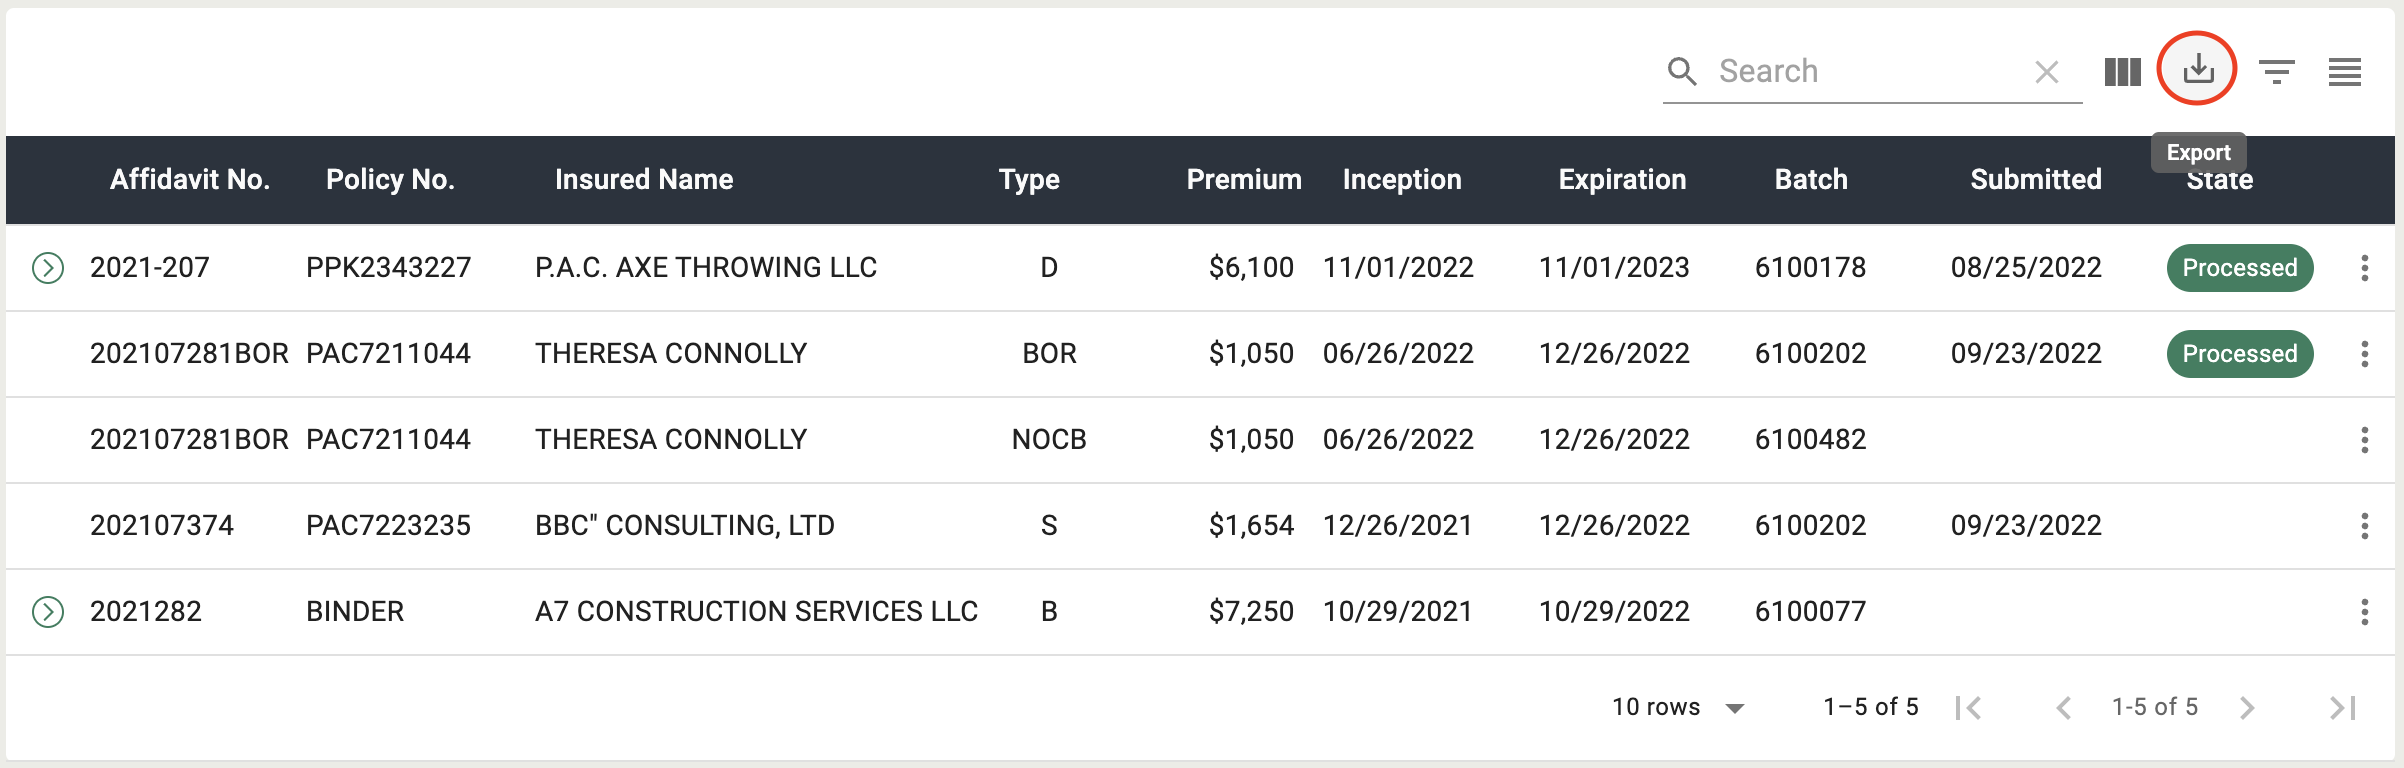 Search
Export
Affidavit No. Policy No. Insured Name Type Premium Inception Expiration Batch Submitted State
2021-207 PPK2343227 P.A.C. AXE THROWING LLC D $6,100 11/01/2022 11/01/2023 6100178 08/25/2022 Processed
202107281BOR PAC7211044 THERESA CONNOLLY BOR $1,050 06/26/2022 12/26/2022 6100202 09/23/2022 Processed
202107281BOR PAC7211044 THERESA CONNOLLY NOCB $1,050 06/26/2022 12/26/2022 6100482
202107374 PAC7223235 BBC" CONSULTING, LTD S $1,654 12/26/2021 12/26/2022 6100202 09/23/2022
2021282 BINDER A7 CONSTRUCTION SERVICES LLC B $7,250 10/29/2021 10/29/2022 6100077
10 rows 1–5 of 5 1-5 of 5